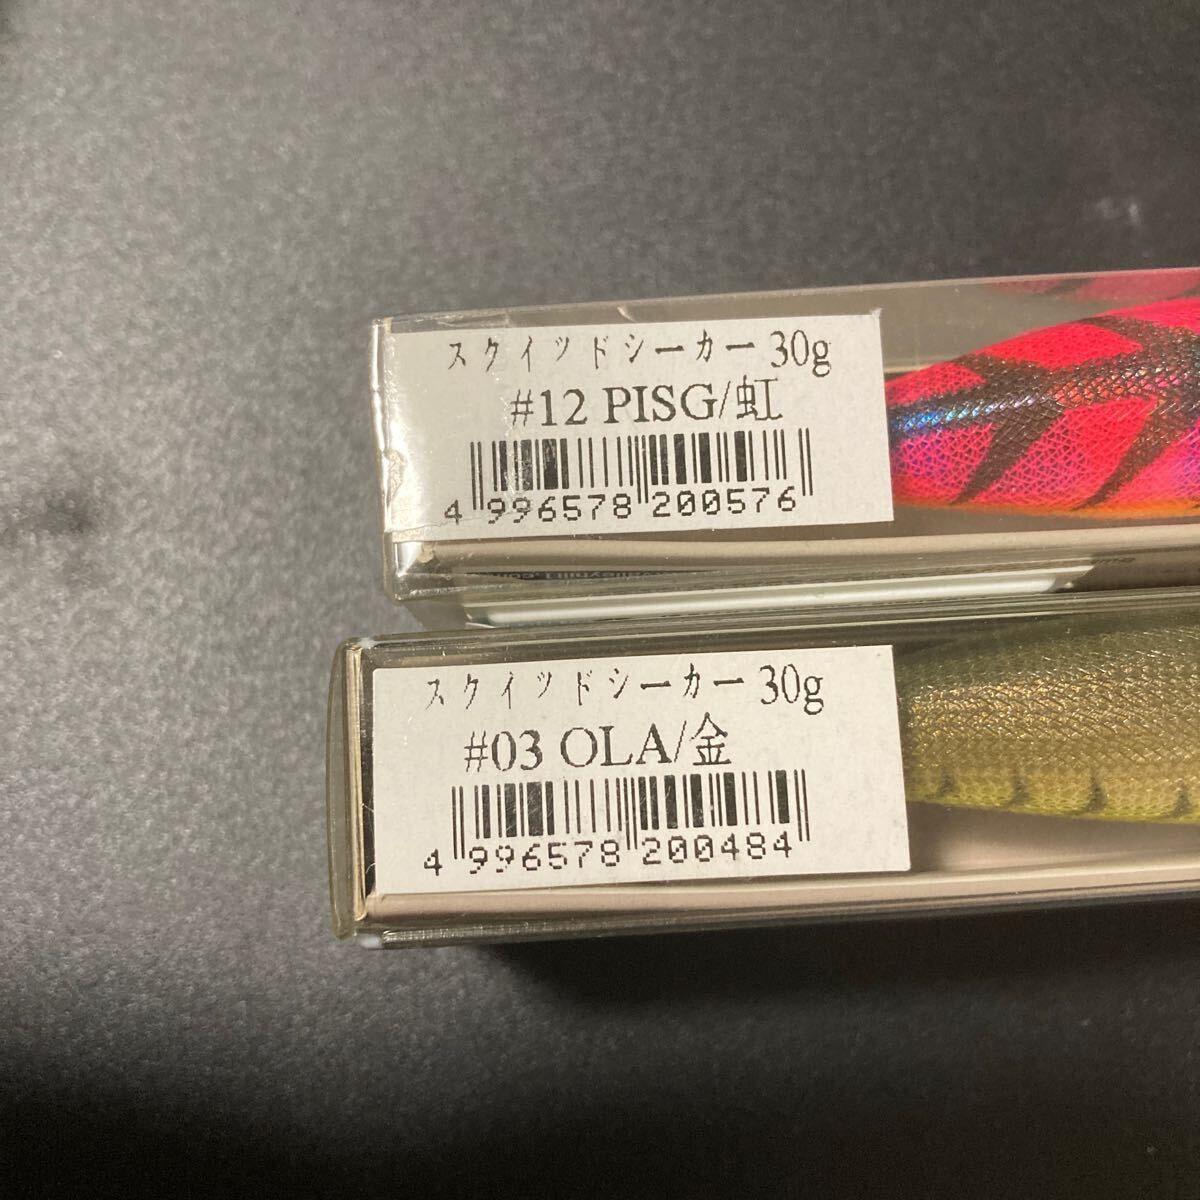 スクイッドシーカー 30g
#12 PISG/虹
4 996578 200576
スクイッドシーカー 30g
#03 OLA/金
4 996578 200484